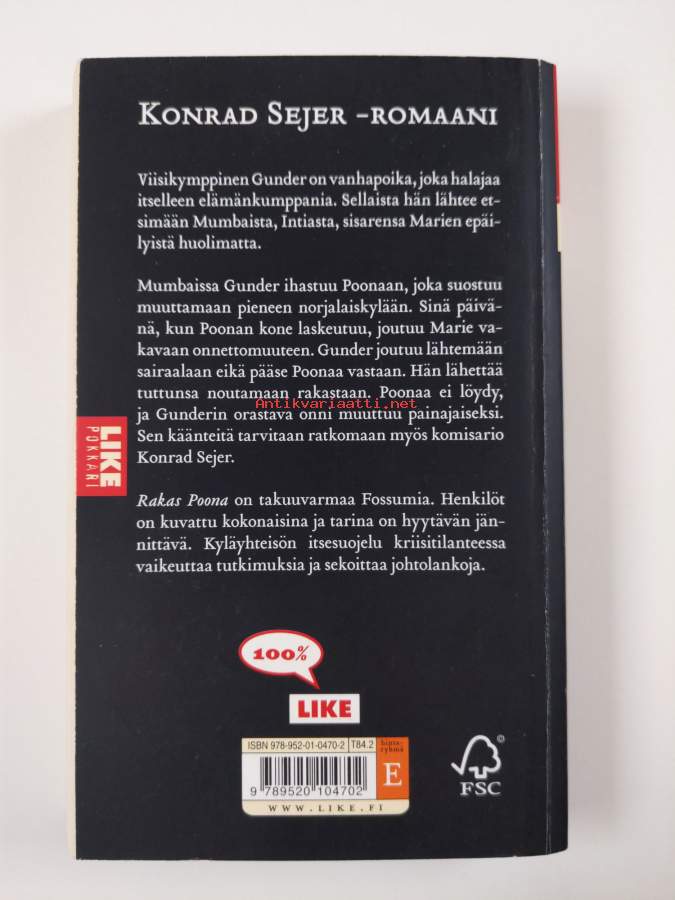 KONRAD SEJER –ROMAANI
Viisikymppinen Gunder on vanhapoika, joka halajaa
itselleen elämänkumppania. Sellaista hän lähtee et-
simään Mumbaista, Intiasta, sisarensa Marien epäi-
lyistä huolimatta.
Mumbaissa Gunder ihastuu Poonaan, joka suostuu
muuttamaan pieneen norjalaiskylään. Sinä päivä-
nä, kun Poonan kone laskeutuu, joutuu Marie va-
kavaan onnettomuuteen. Gunder joutuu lähtemään
sairaalaan eikä pääse Poonaa vastaan. Hän lähettää
tuttunsa noutamaan rakastaan. Poonaa ei löydy,
Antikvariaatti.net
ja Gunderin orastava onni muuttuu painajaiseksi.
Sen käänteitä tarvitaan ratkomaan myös komisario
Konrad Sejer.
Rakas Poona on takuuvarmaa Fossumia. Henkilöt
on kuvattu kokonaisina ja tarina on hyytävän jän-
nittävä. Kyläyhteisön itsesuojelu kriisitilanteessa
vaikeuttaa tutkimuksia ja sekoittaa johtolankoja.
LIKE
POKKARI
100%
LIKE
ISBN 978-952-01-0470-2 T84.2
hinta-
ryhmä
E
9 789520 104702
WWW.LIKE.FI
©
FSC